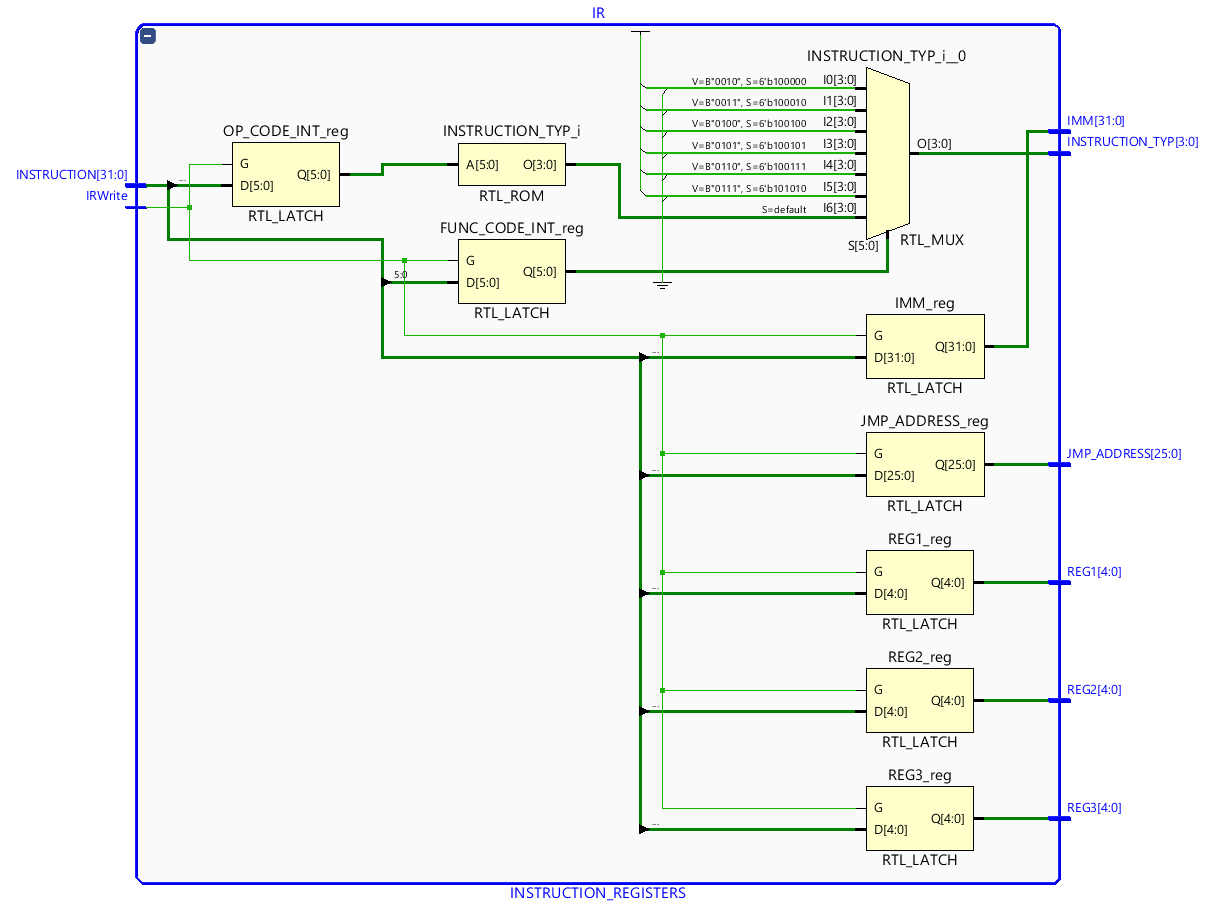 IR
INSTRUCTION_TYP_i__0
V=B"0010", S=6'b100000 I0[3:0]
V=B"0011", S=6'b100010 I1[3:0]
V=B"0100", S=6'b100100 I2[3:0]
V=B"0101", S=6'b100101 I3[3:0]
V=B"0110", S=6'b100111 I4[3:0]
V=B"0111", S=6'b101010 I5[3:0]
S=default I6[3:0]
O[3:0]
S[5:0]
RTL_MUX
IMM[31:0]
INSTRUCTION_TYP[3:0]
OP_CODE_INT_reg
G
D[5:0]
Q[5:0]
RTL_LATCH
INSTRUCTION_TYP_i
A[5:0]
O[3:0]
RTL_ROM
INSTRUCTION[31:0]
IRWrite
...
FUNC_CODE_INT_reg
G
5:0
D[5:0]
Q[5:0]
RTL_LATCH
IMM_reg
G
...
D[31:0]
Q[31:0]
RTL_LATCH
JMP_ADDRESS_reg
G
...
D[25:0]
Q[25:0]
RTL_LATCH
JMP_ADDRESS[25:0]
REG1_reg
G
...
D[4:0]
Q[4:0]
RTL_LATCH
REG1[4:0]
REG2_reg
G
...
D[4:0]
Q[4:0]
RTL_LATCH
REG2[4:0]
REG3_reg
G
...
D[4:0]
Q[4:0]
RTL_LATCH
REG3[4:0]
INSTRUCTION_REGISTERS